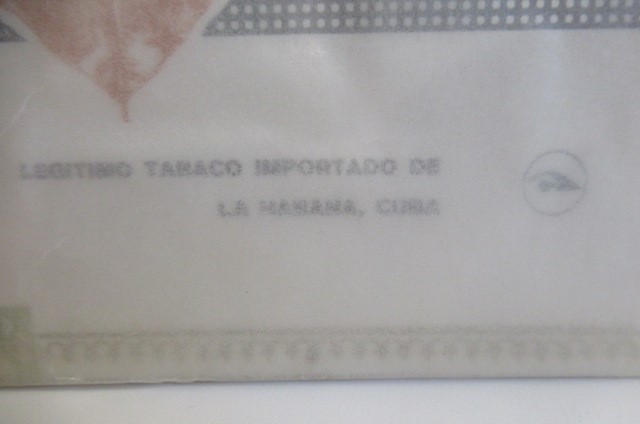 LEGITIMO TABACO IMPORTADO DE
LA HABANA, CUBA